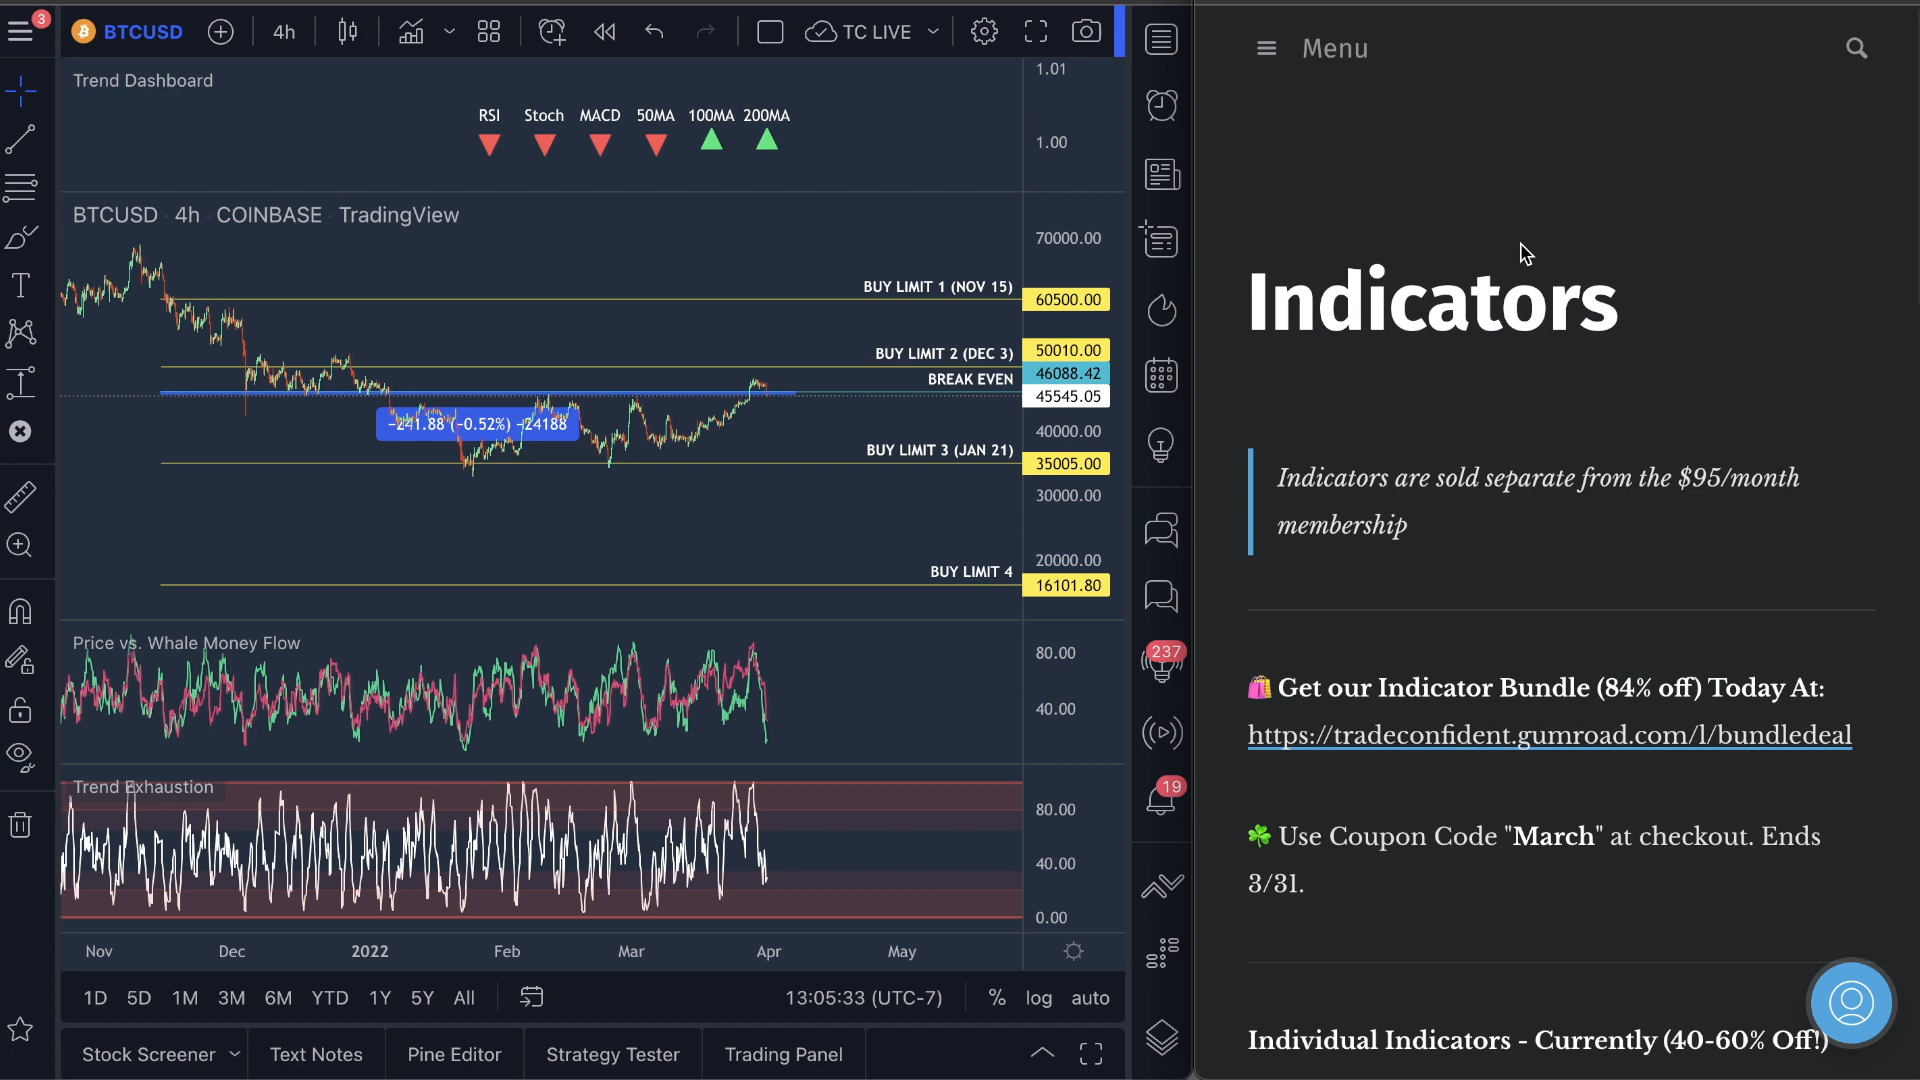 3
BTCUSD
4h
TC LIVE
Trend Dashboard
RSI Stoch MACD 50MA 100MA 200MA
1.01
1.00
BTCUSD · 4h · COINBASE · TradingView
70000.00
BUY LIMIT 1 (NOV 15) 60500.00
BUY LIMIT 2 (DEC 3) 50010.00
46088.42
BREAK EVEN
45545.05
-241.88 (-0.52%) -24188
40000.00
BUY LIMIT 3 (JAN 21) 35005.00
30000.00
20000.00
BUY LIMIT 4 16101.80
Price vs. Whale Money Flow
80.00
40.00
Trend Exhaustion
80.00
40.00
0.00
Nov Dec 2022 Feb Mar Apr May
1D 5D 1M 3M 6M YTD 1Y 5Y All 13:05:33 (UTC-7) % log auto
Stock Screener Text Notes Pine Editor Strategy Tester Trading Panel
237
19
Menu
Indicators
Indicators are sold separate from the $95/month
membership
Get our Indicator Bundle (84% off) Today At:
https://tradeconfident.gumroad.com/l/bundledeal
Use Coupon Code "March" at checkout. Ends
3/31.
Individual Indicators - Currently (40-60% Off!)